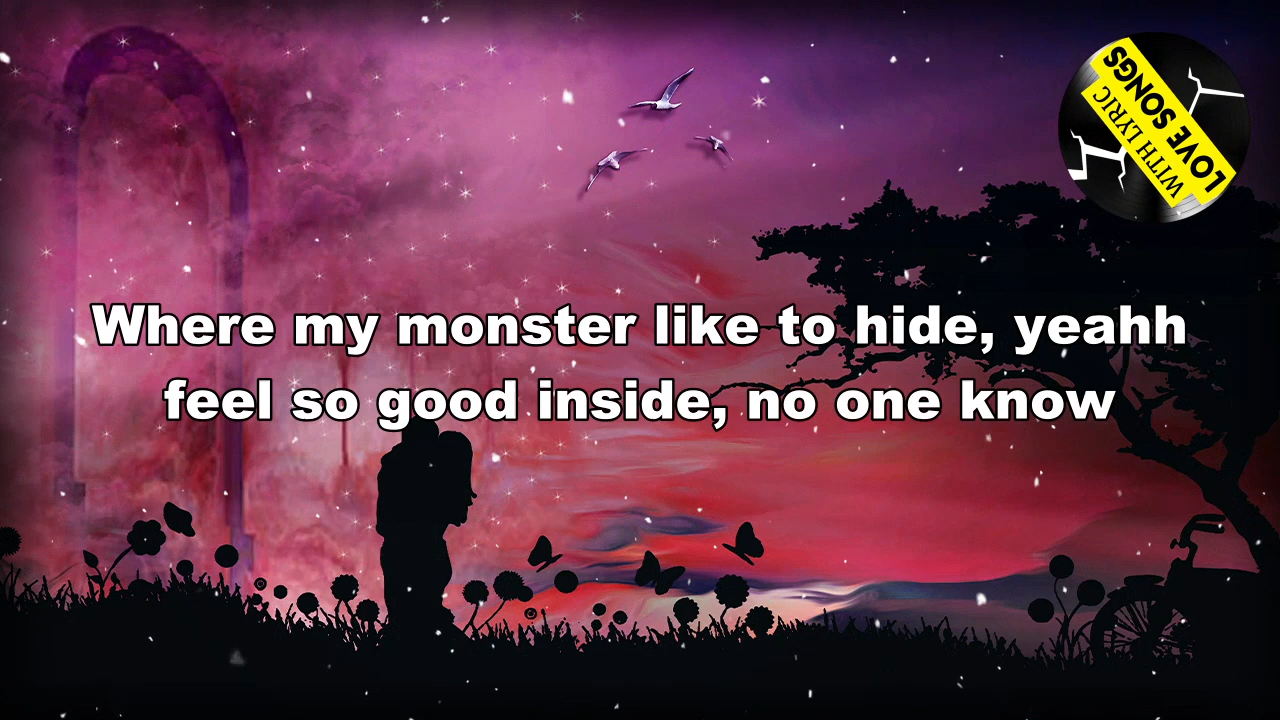 WITH LYRIC
LOVE SONGS
Where my monster like to hide, yeahh
feel so good inside, no one know